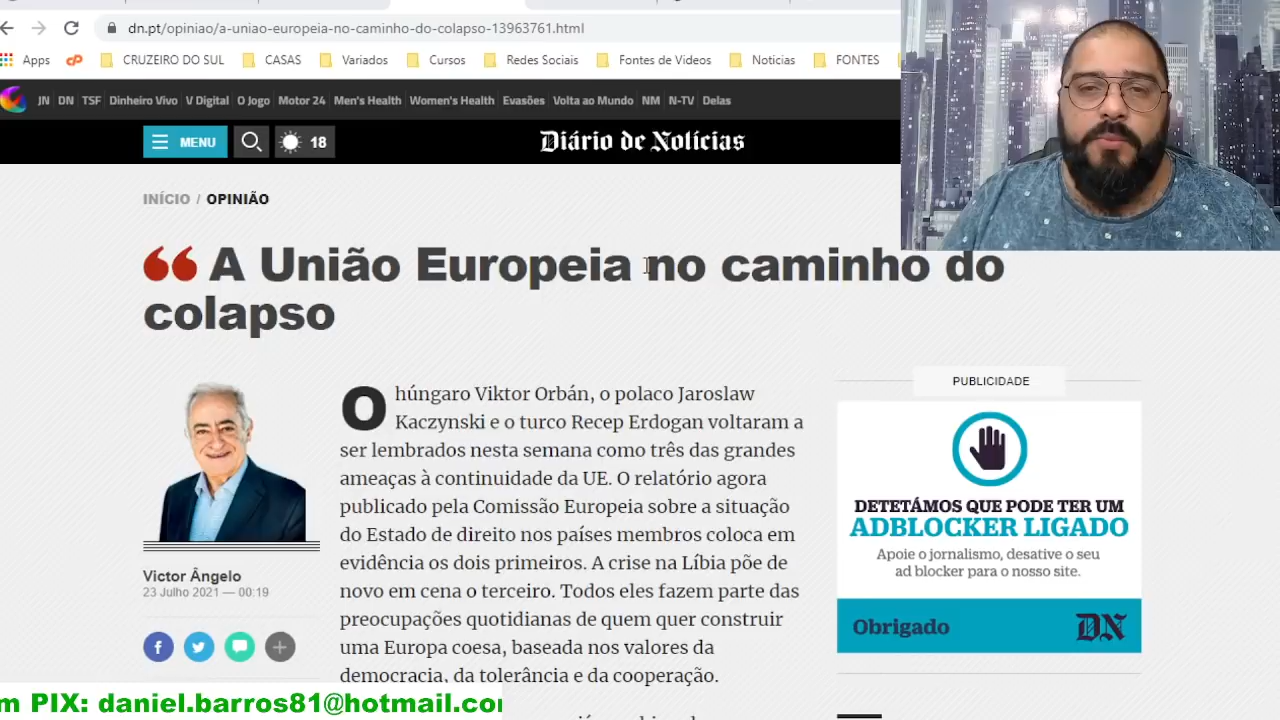 dn.pt/opiniao/a-uniao-europeia-no-caminho-do-colapso-13963761.html
Apps CRUZEIRO DO SUL CASAS Variados Cursos Redes Sociais Fontes de Videos Noticias FONTES
JN DN TSF Dinheiro Vivo V Digital O Jogo Motor 24 Men's Health Women's Health Evasões Volta ao Mundo NM N-TV Delas
MENU 18 Diário de Notícias
INÍCIO / OPINIÃO
A União Europeia no caminho do
colapso
O húngaro Viktor Orbán, o polaco Jaroslaw
Kaczynski e o turco Recep Erdogan voltaram a
ser lembrados nesta semana como três das grandes
ameaças à continuidade da UE. O relatório agora
publicado pela Comissão Europeia sobre a situação
do Estado de direito nos países membros coloca em
evidência os dois primeiros. A crise na Líbia põe de
novo em cena o terceiro. Todos eles fazem parte das
preocupações quotidianas de quem quer construir
uma Europa coesa, baseada nos valores da
democracia, da tolerância e da cooperação.
Victor Ângelo
23 Julho 2021 — 00:19
PUBLICIDADE
DETETÁMOS QUE PODE TER UM
ADBLOCKER LIGADO
Apoie o jornalismo, desative o seu
ad blocker para o nosso site.
Obrigado DN
m PIX: daniel.barros81@hotmail.co